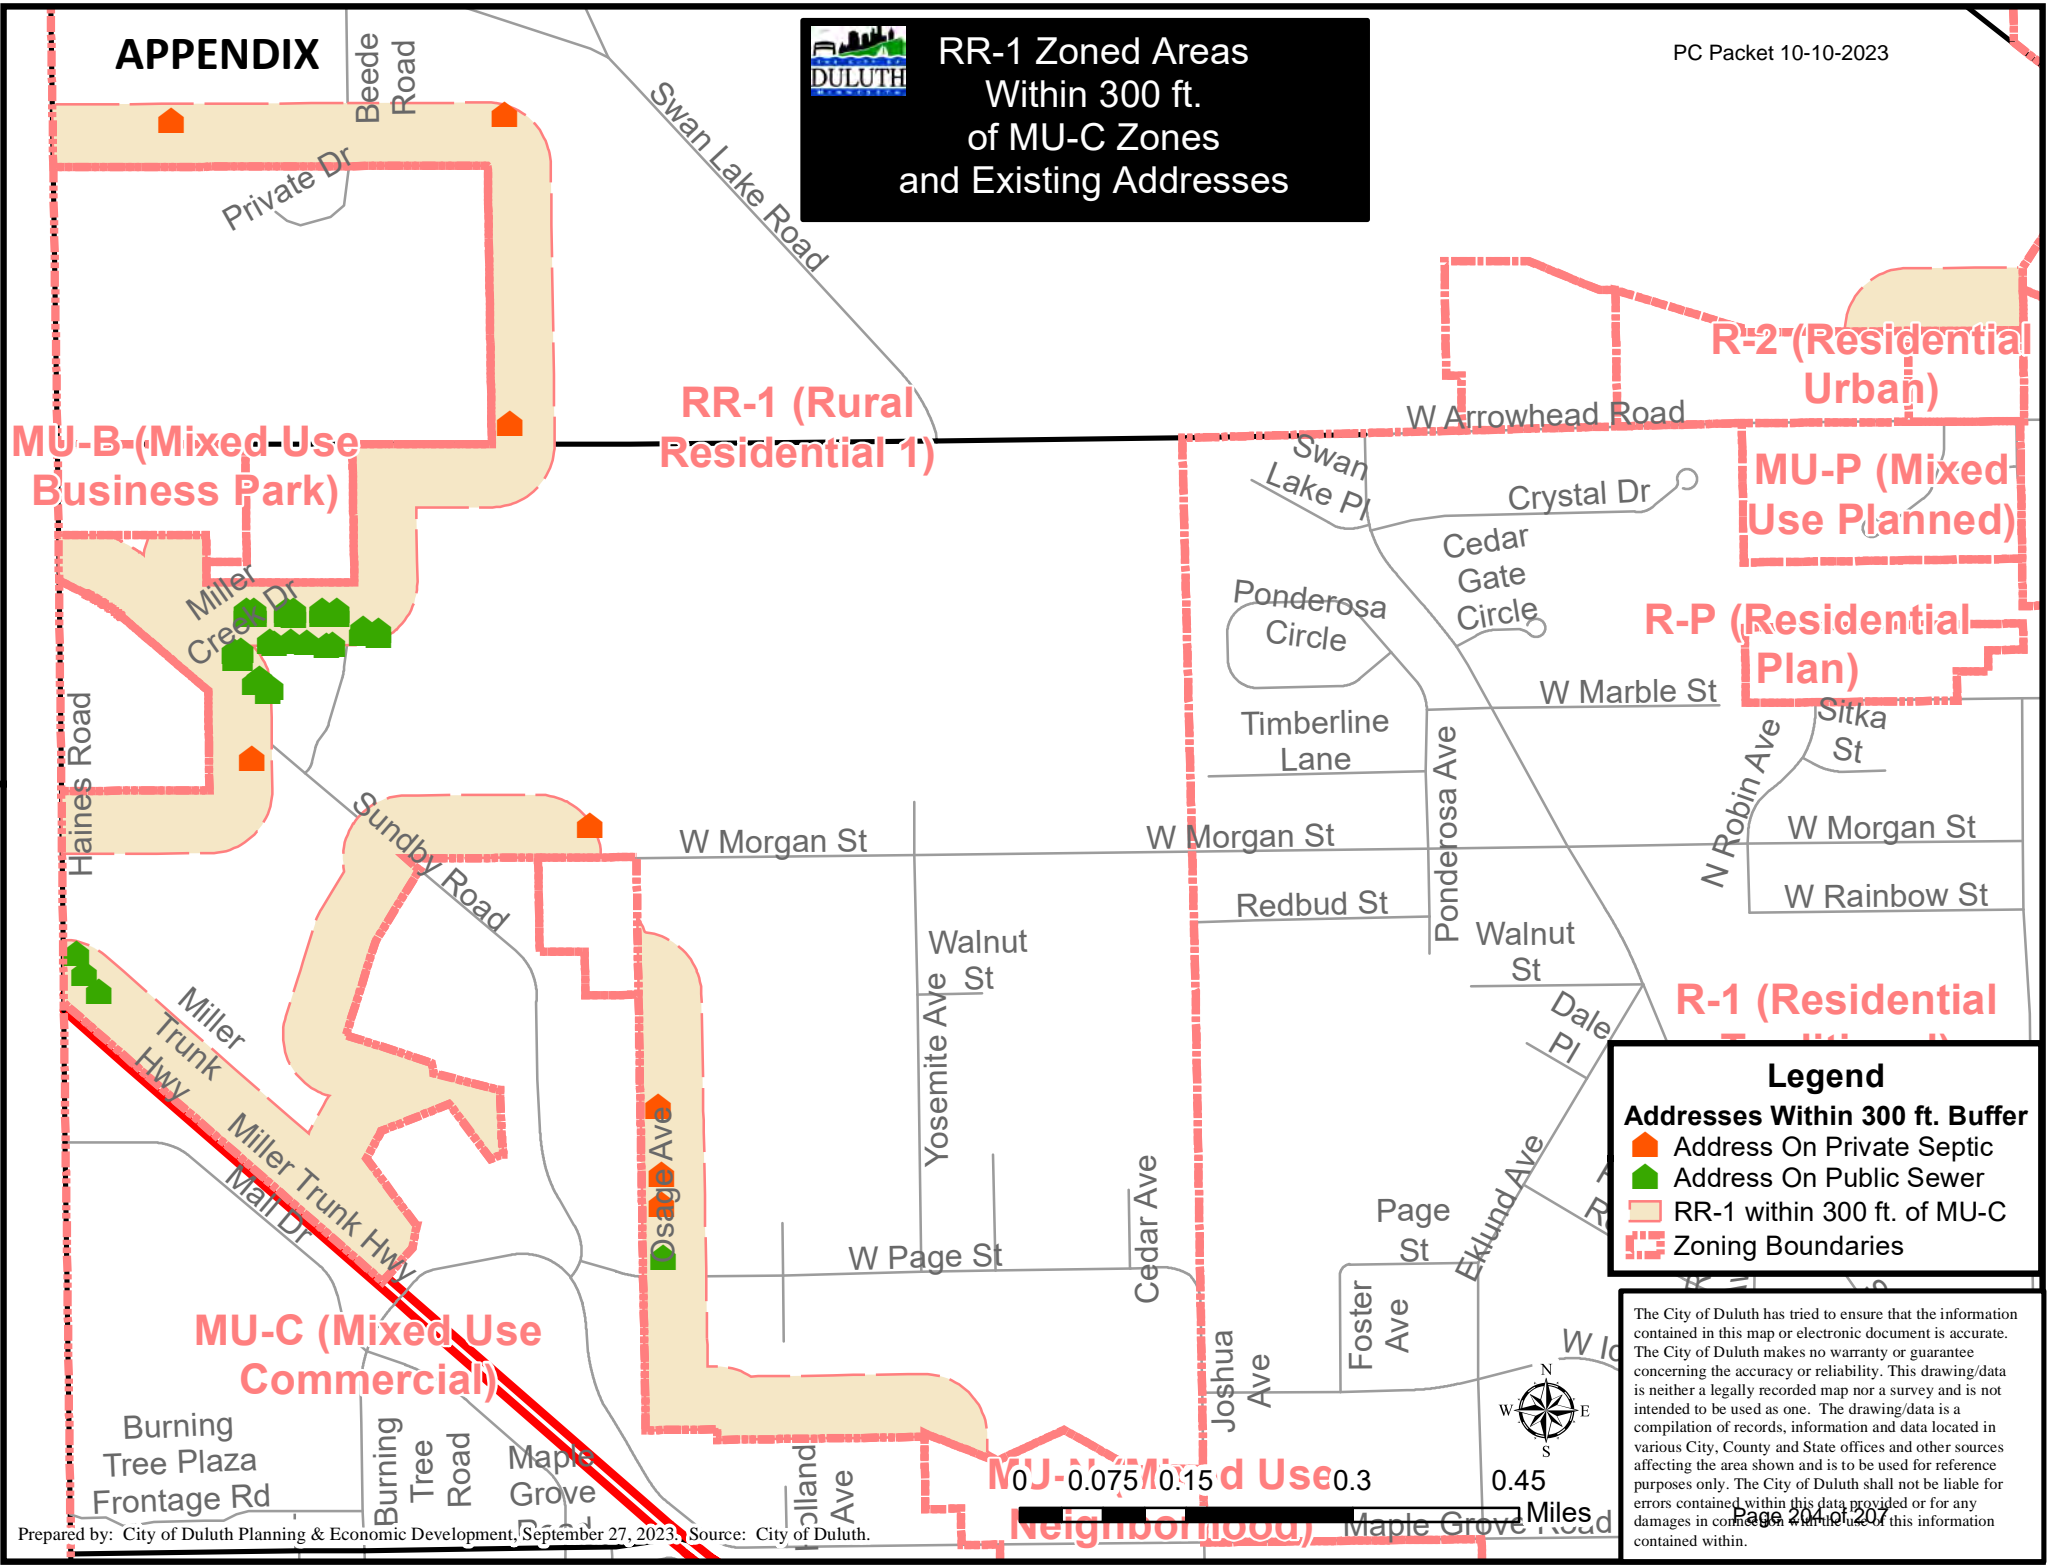 APPENDIX
Beede
Road
THE CITY OF
DULUTH
MINNESOTA
RR-1 Zoned Areas
Within 300 ft.
of MU-C Zones
and Existing Addresses
PC Packet 10-10-2023
Swan Lake Road
Private Dr
RR-1 (Rural
Residential 1)
MU-B (Mixed Use
Business Park)
R-2 (Residential
Urban)
W Arrowhead Road
Swan
Lake Pl
Crystal Dr
MU-P (Mixed
Use Planned)
Cedar
Gate
Circle
Miller
Creek Dr
Ponderosa
Circle
R-P (Residential
Plan)
W Marble St
Sitka
St
Timberline
Lane
Haines Road
Ponderosa Ave
N Robin Ave
Sundby Road
W Morgan St
W Morgan St
W Morgan St
Redbud St
W Rainbow St
Walnut
St
Walnut
St
Yosemite Ave
R-1 (Residential
Dale
Pl
Miller
Trunk
Hwy
Miller Trunk Hwy
Mall Dr
Osage Ave
W Page St
Cedar Ave
Page
St
Eklund Ave
Foster
Ave
Joshua
Ave
MU-C (Mixed Use
Commercial)
Burning
Tree Plaza
Frontage Rd
Burning
Tree
Road
Maple
Grove
Ave
MU-N (Mixed Use
Neighborhood)
Maple Grove Road
0 0.075 0.15 0.3 0.45
Miles
N
W E
S
Legend
Addresses Within 300 ft. Buffer
Address On Private Septic
Address On Public Sewer
RR-1 within 300 ft. of MU-C
Zoning Boundaries
The City of Duluth has tried to ensure that the information
contained in this map or electronic document is accurate.
The City of Duluth makes no warranty or guarantee
concerning the accuracy or reliability. This drawing/data
is neither a legally recorded map nor a survey and is not
intended to be used as one. The drawing/data is a
compilation of records, information and data located in
various City, County and State offices and other sources
affecting the area shown and is to be used for reference
purposes only. The City of Duluth shall not be liable for
errors contained within this data provided or for any
damages in connection with the use of this information
contained within.
Page 204 of 207
Prepared by: City of Duluth Planning & Economic Development, September 27, 2023. Source: City of Duluth.